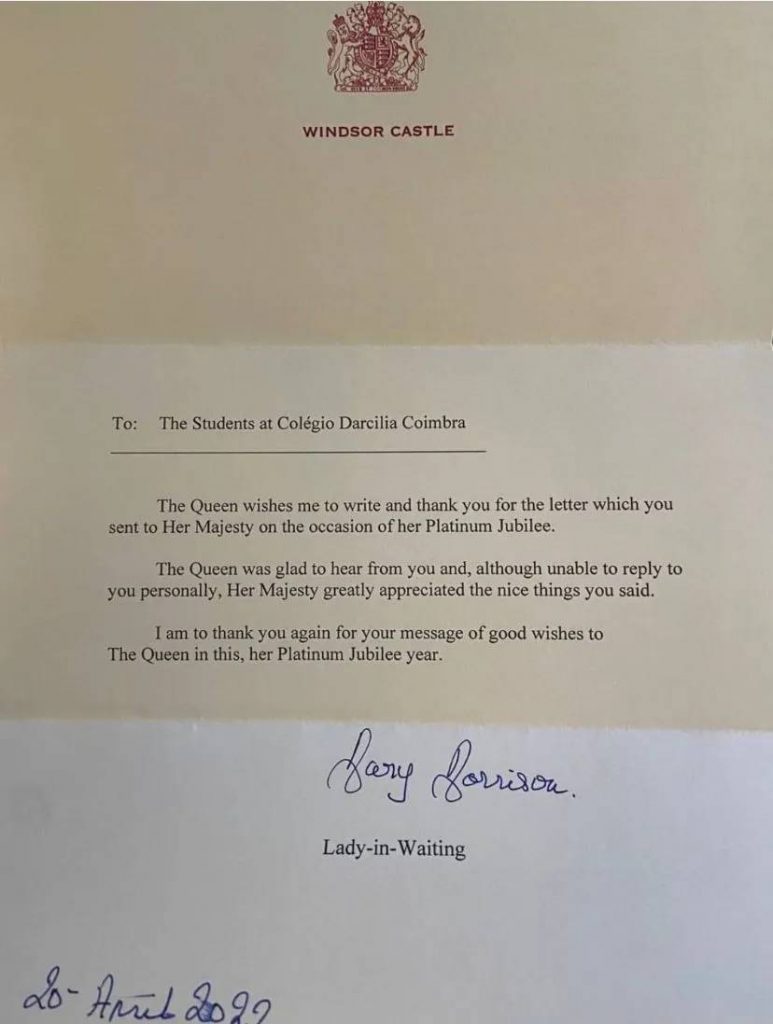 WINDSOR CASTLE
To: The Students at Colégio Darcilia Coimbra
The Queen wishes me to write and thank you for the letter which you
sent to Her Majesty on the occasion of her Platinum Jubilee.
The Queen was glad to hear from you and, although unable to reply to
you personally, Her Majesty greatly appreciated the nice things you said.
I am to thank you again for your message of good wishes to
The Queen in this, her Platinum Jubilee year.
Mary Morrison.
Lady-in-Waiting
20- April 2022